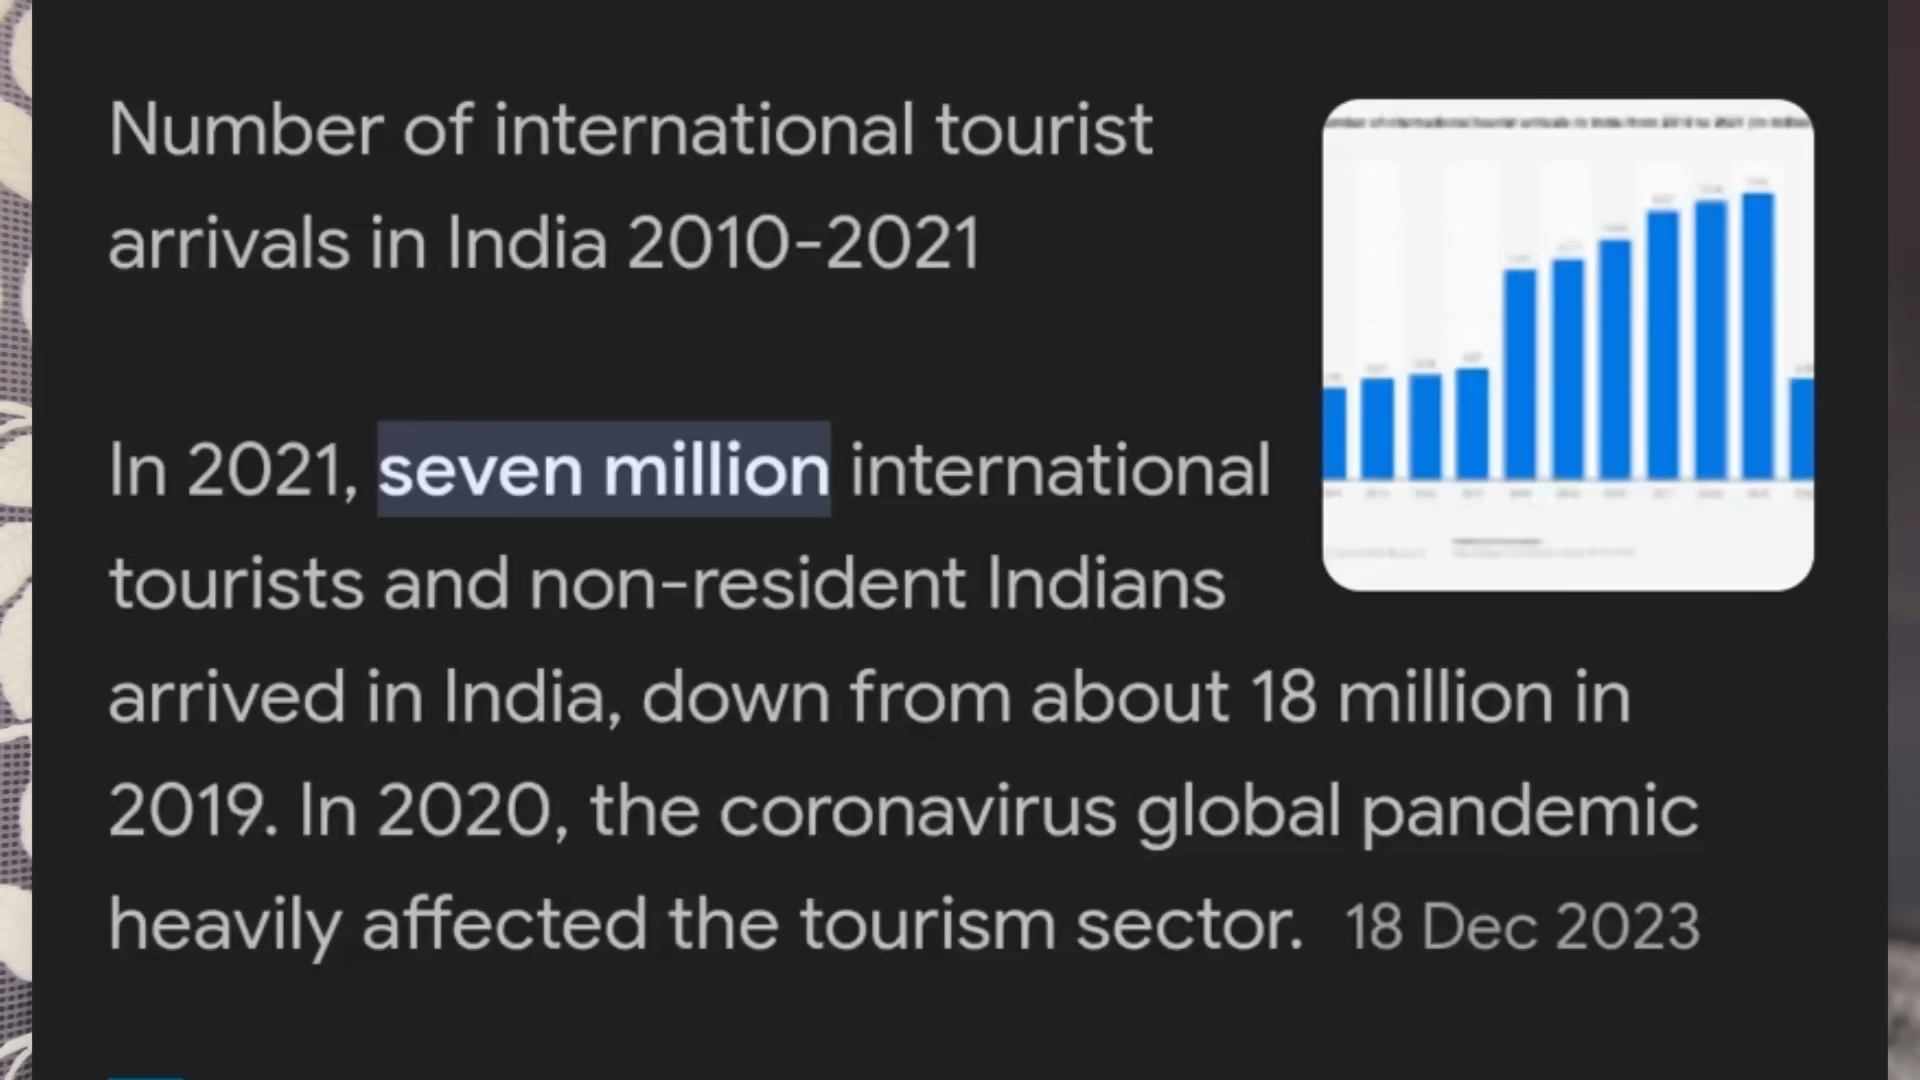 Number of international tourist
arrivals in India 2010-2021
In 2021, seven million international
tourists and non-resident Indians
arrived in India, down from about 18 million in
2019. In 2020, the coronavirus global pandemic
heavily affected the tourism sector. 18 Dec 2023